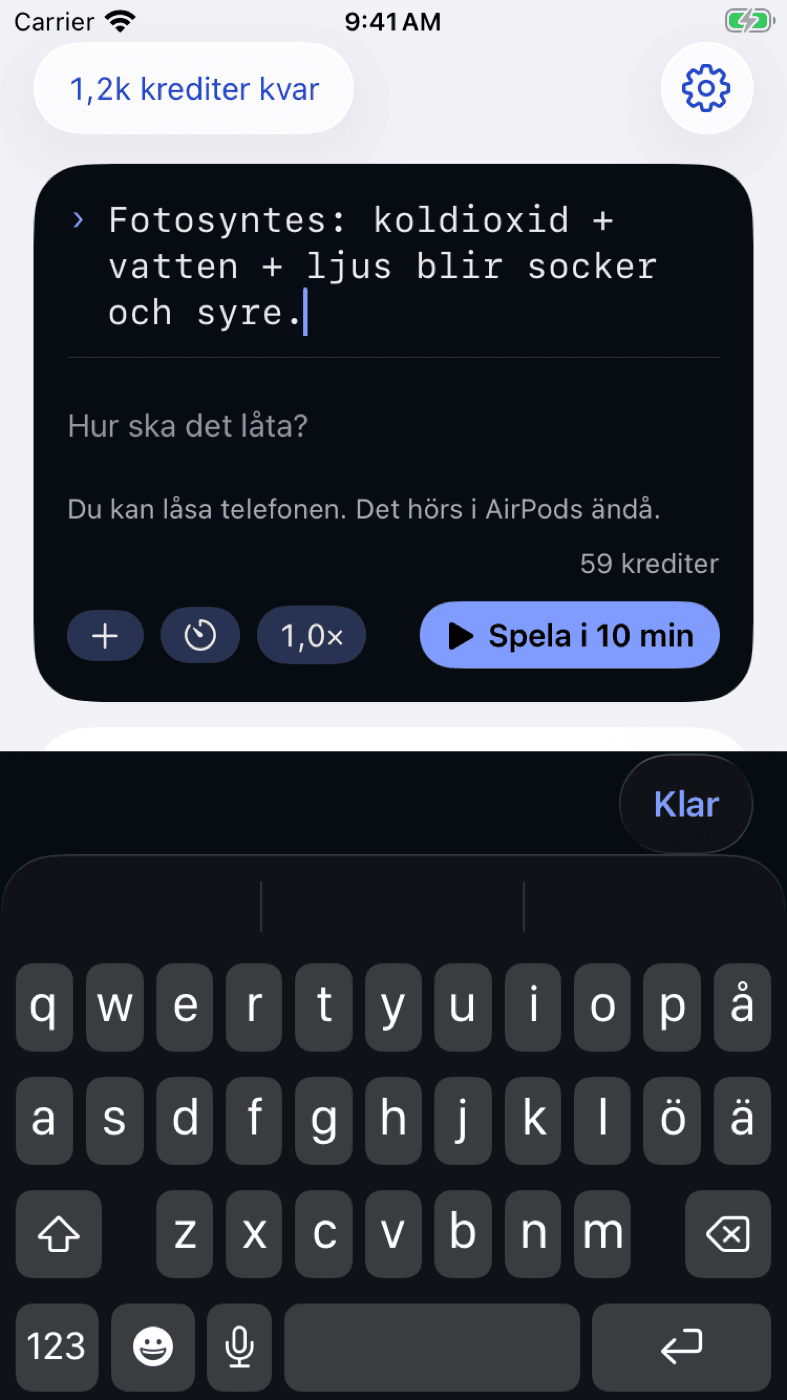 Carrier 9:41 AM
1,2k krediter kvar
› Fotosyntes: koldioxid +
vatten + ljus blir socker
och syre.
Hur ska det låta?
Du kan låsa telefonen. Det hörs i AirPods ändå.
59 krediter
1,0× Spela i 10 min
Klar
q w e r t y u i o p å
a s d f g h j k l ö ä
z x c v b n m
123